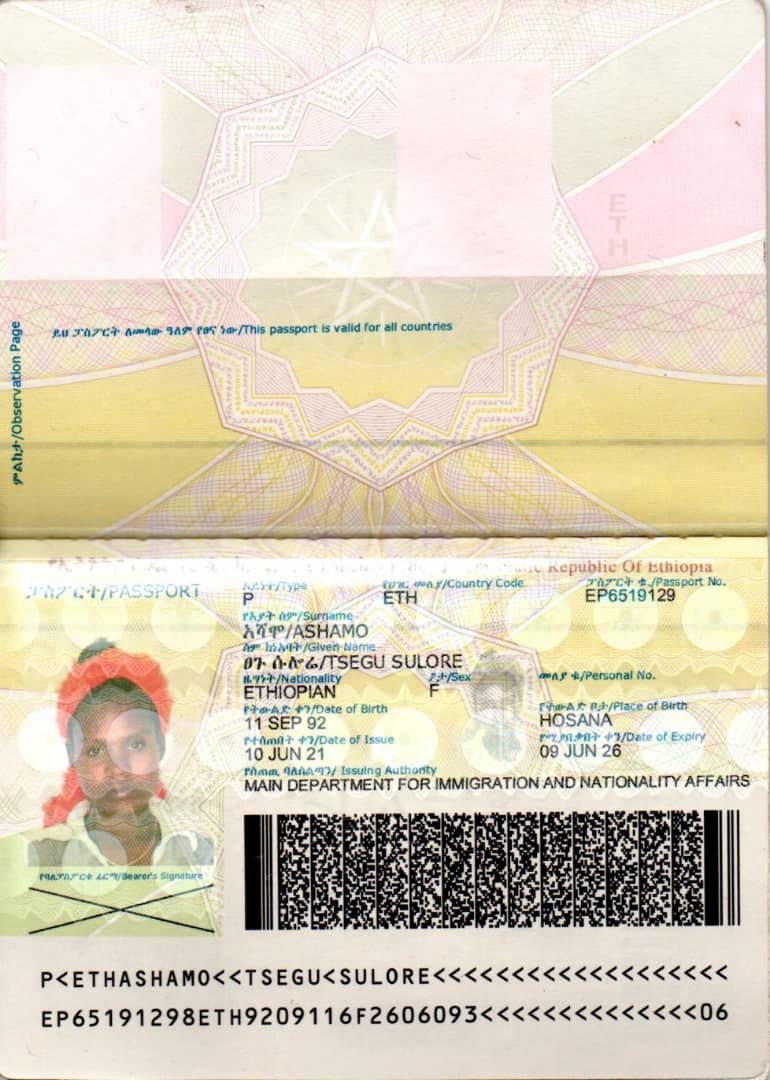 ምልከታ/Observation Page
ይህ ፓስፖርት ለመላው ዓለም የፀና ነው/This passport is valid for all countries
ETH
Republic Of Ethiopia
ፓስፖርት/PASSPORT
አይነት/Type
የሀገር መለያ/Country Code
ፓስፖርት ቁ./Passport No.
P
ETH
EP6519129
የአያት ስም/Surname
አሻሞ/ASHAMO
ስም ከነአባት/Given Name
ፀጉ ሱሎሬ/TSEGU SULORE
ዜግነት/Nationality
ፆታ/Sex
መለያ ቁ/Personal No.
ETHIOPIAN
F
የትውልድ ቀን/Date of Birth
የትውልድ ቦታ/Place of Birth
11 SEP 92
HOSANA
የተሰጠበት ቀን/Date of Issue
የሚያበቃበት ቀን/Date of Expiry
10 JUN 21
09 JUN 26
የሰጠዉ ባለስልጣን/ Issuing Authority
MAIN DEPARTMENT FOR IMMIGRATION AND NATIONALITY AFFAIRS
የባለፓስፖርቱ ፊርማ/Bearer's Signature
P<ETHASHAMO<<TSEGU<SULORE<<<<<<<<<<<<<<<<<<<
EP65191298ETH9209116F2606093<<<<<<<<<<<<<<06